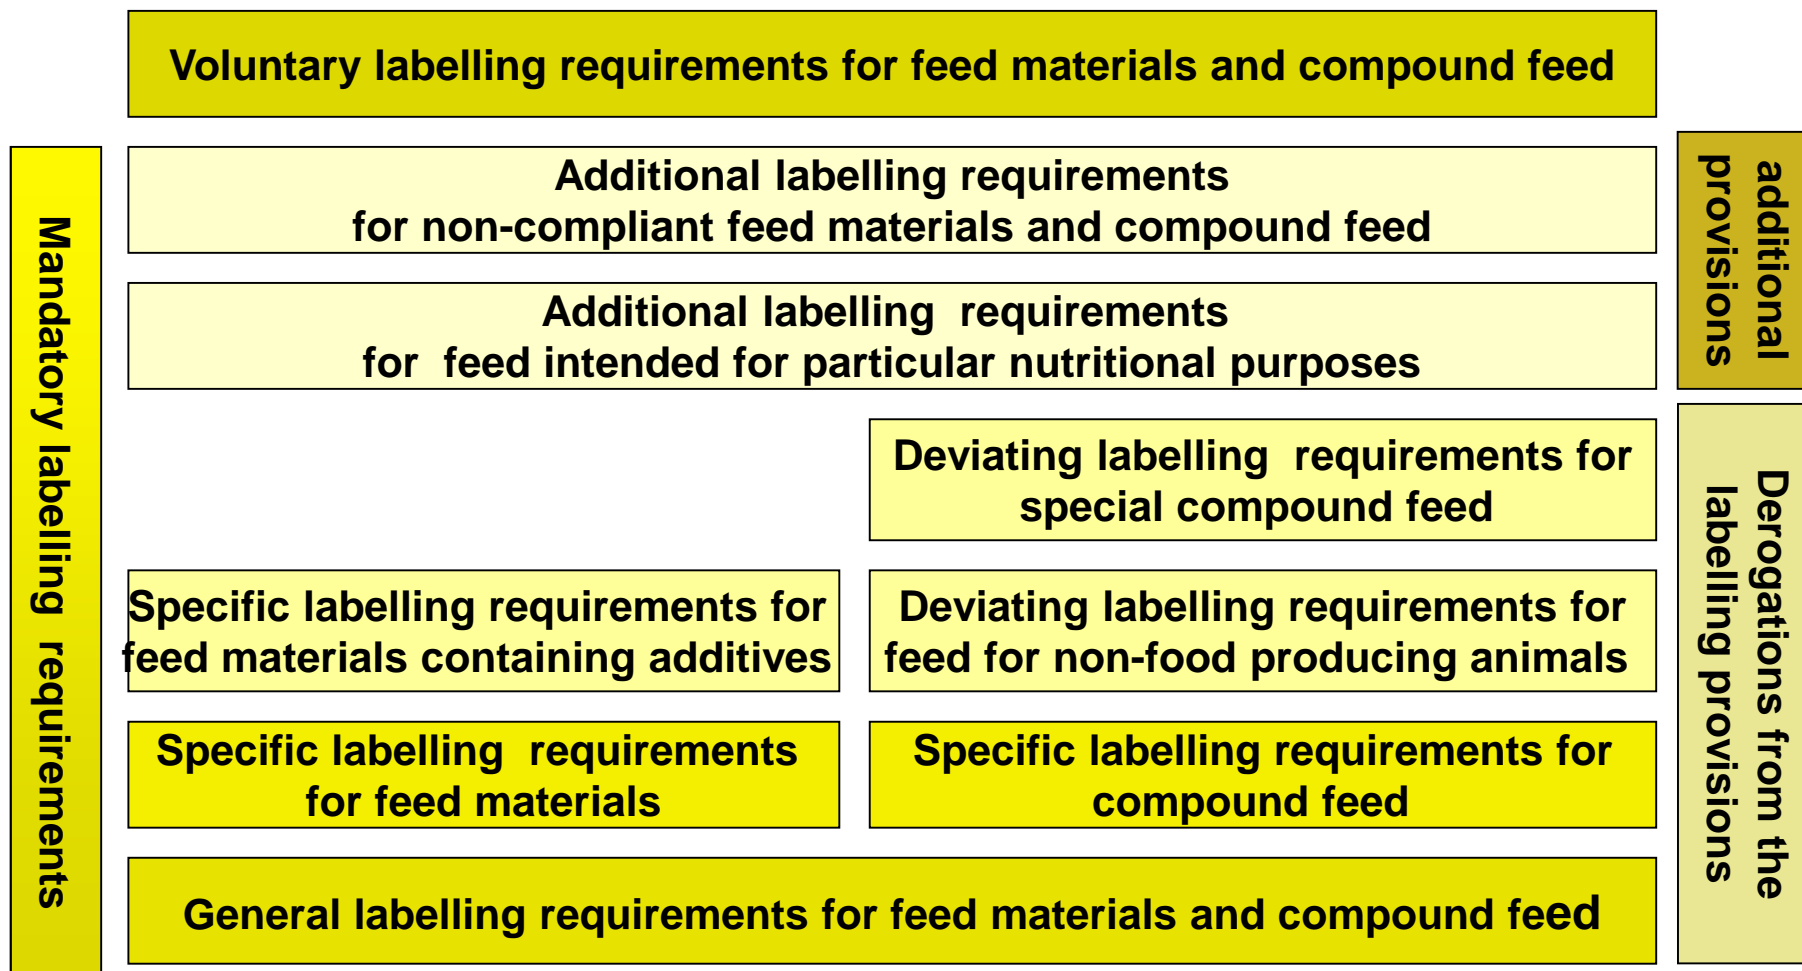 Voluntary labelling requirements for feed materials and compound feed
Mandatory labelling requirements
Additional labelling requirements
for non-compliant feed materials and compound feed
additional
provisions
Additional labelling requirements
for feed intended for particular nutritional purposes
Deviating labelling requirements for
special compound feed
Derogations from the
labelling provisions
Specific labelling requirements for
feed materials containing additives
Deviating labelling requirements for
feed for non-food producing animals
Specific labelling requirements
for feed materials
Specific labelling requirements for
compound feed
General labelling requirements for feed materials and compound feed